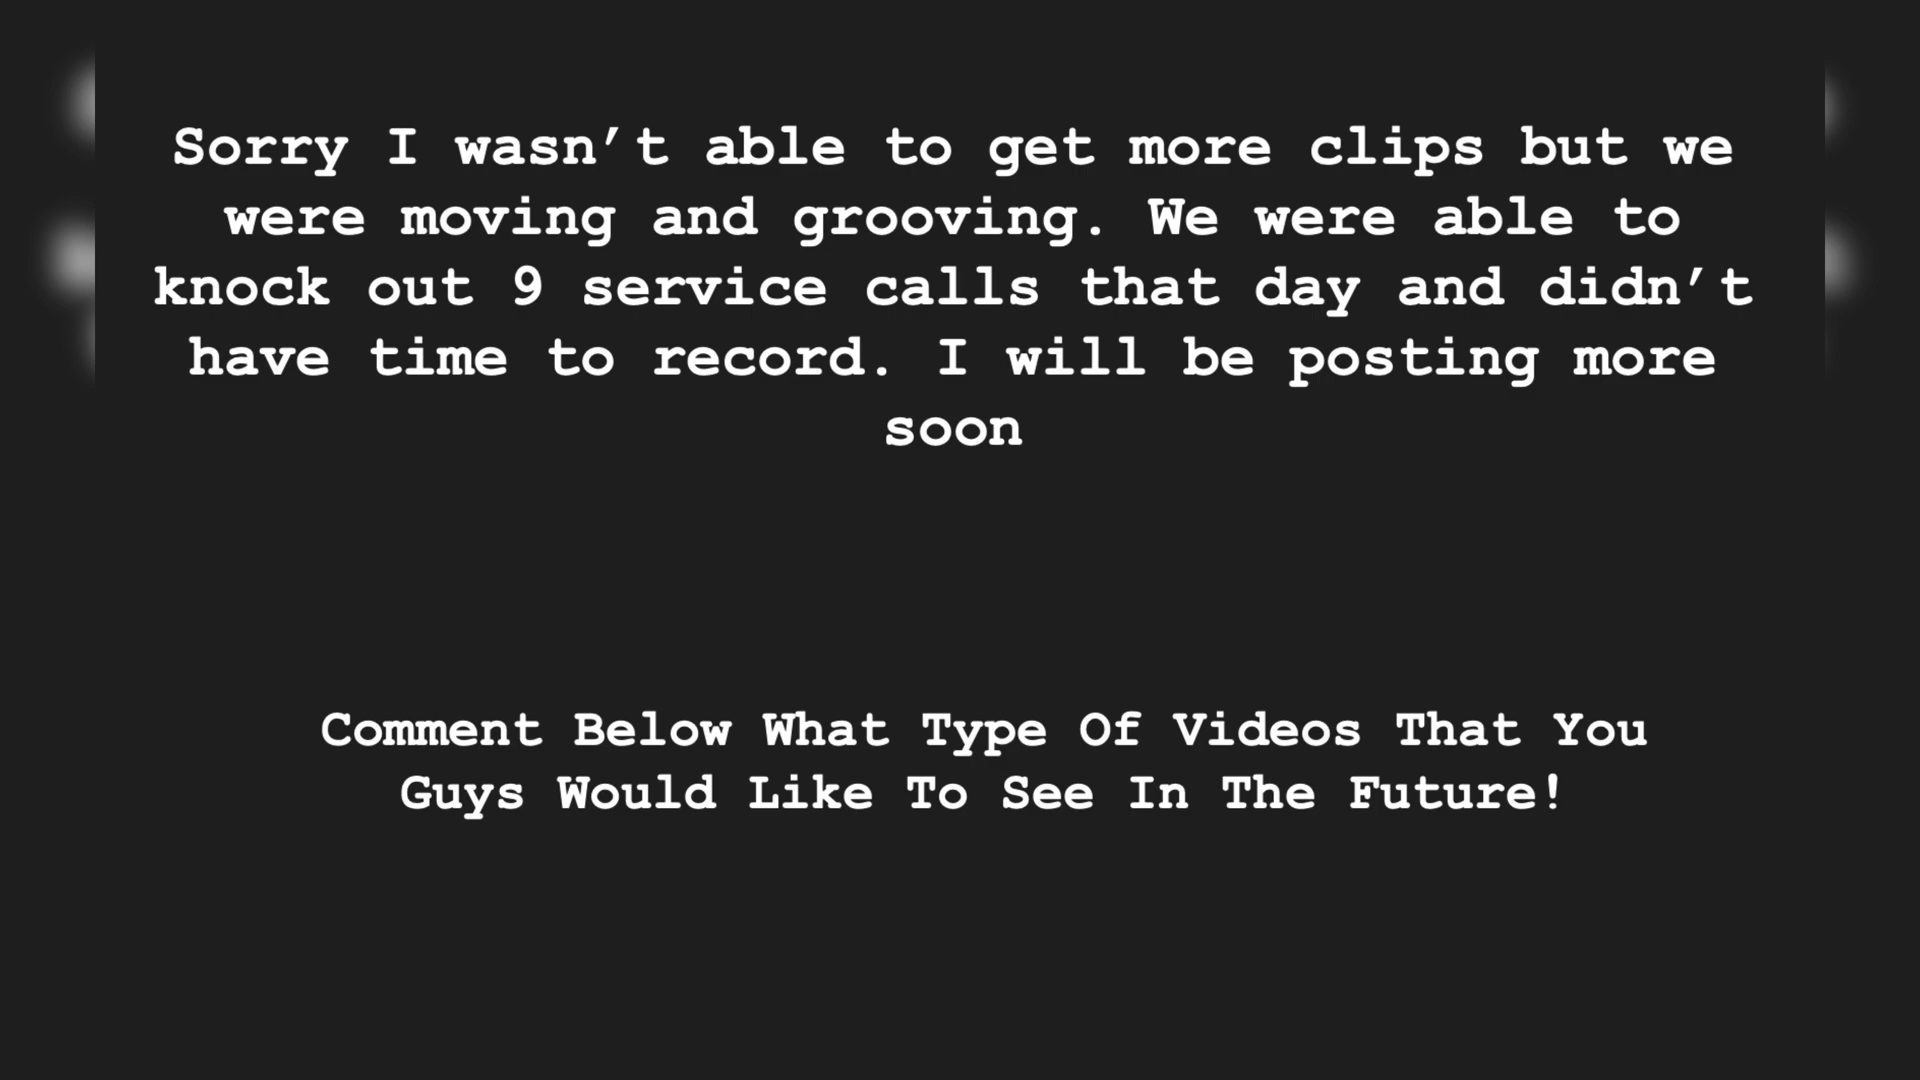 Sorry I wasn’t able to get more clips but we
were moving and grooving. We were able to
knock out 9 service calls that day and didn’t
have time to record. I will be posting more
soon
Comment Below What Type Of Videos That You
Guys Would Like To See In The Future!